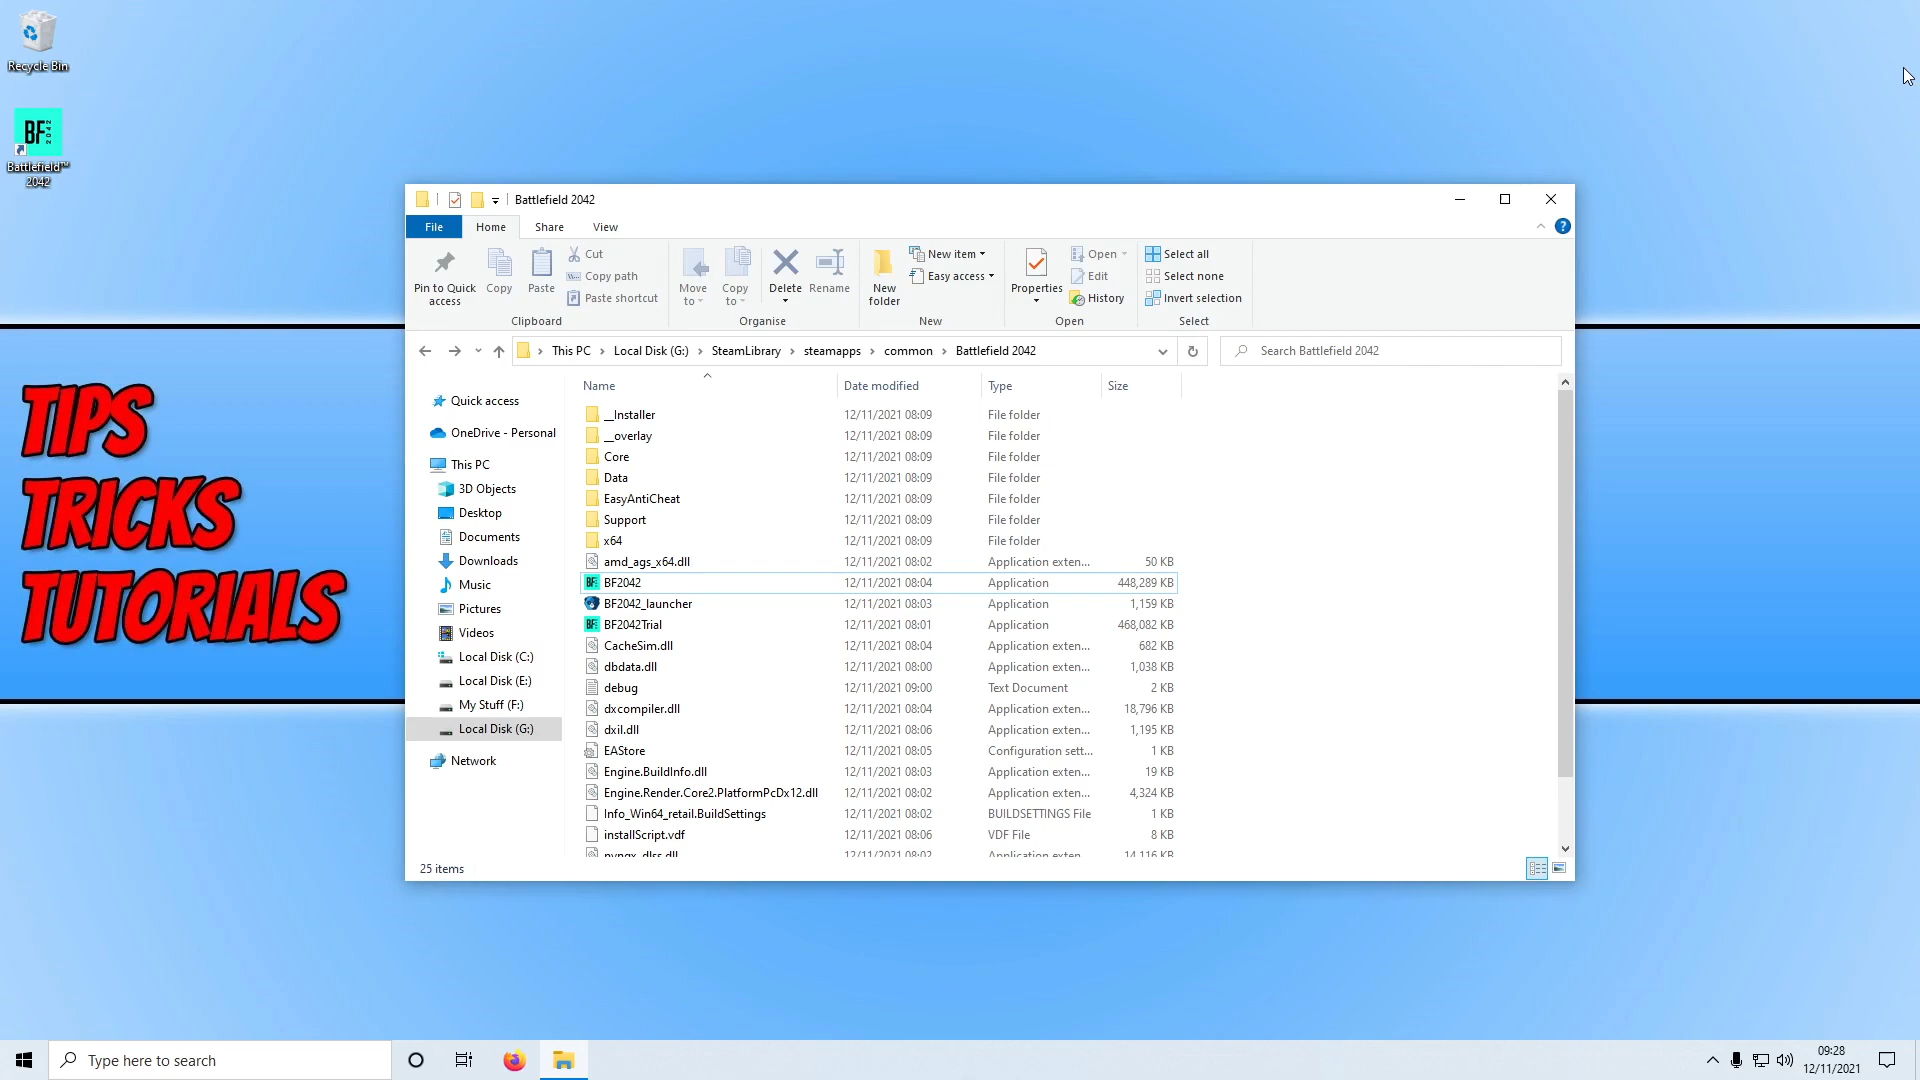 Recycle Bin
BF 2042
Battlefield™
2042
TIPS
TRICKS
TUTORIALS
Battlefield 2042
File Home Share View
Pin to Quick
access
Copy
Paste
Cut
Copy path
Paste shortcut
Clipboard
Move
to
Copy
to
Delete
Rename
Organise
New
folder
New item
Easy access
New
Properties
Open
Edit
History
Open
Select all
Select none
Invert selection
Select
This PC Local Disk (G:) SteamLibrary steamapps common Battlefield 2042
Search Battlefield 2042
Quick access
OneDrive - Personal
This PC
3D Objects
Desktop
Documents
Downloads
Music
Pictures
Videos
Local Disk (C:)
Local Disk (E:)
My Stuff (F:)
Local Disk (G:)
Network
Name Date modified Type Size
__Installer 12/11/2021 08:09 File folder
__overlay 12/11/2021 08:09 File folder
Core 12/11/2021 08:09 File folder
Data 12/11/2021 08:09 File folder
EasyAntiCheat 12/11/2021 08:09 File folder
Support 12/11/2021 08:09 File folder
x64 12/11/2021 08:09 File folder
amd_ags_x64.dll 12/11/2021 08:02 Application exten... 50 KB
BF2042 12/11/2021 08:04 Application 448,289 KB
BF2042_launcher 12/11/2021 08:03 Application 1,159 KB
BF2042Trial 12/11/2021 08:01 Application 468,082 KB
CacheSim.dll 12/11/2021 08:04 Application exten... 682 KB
dbdata.dll 12/11/2021 08:00 Application exten... 1,038 KB
debug 12/11/2021 09:00 Text Document 2 KB
dxcompiler.dll 12/11/2021 08:04 Application exten... 18,796 KB
dxil.dll 12/11/2021 08:06 Application exten... 1,195 KB
EAStore 12/11/2021 08:05 Configuration sett... 1 KB
Engine.BuildInfo.dll 12/11/2021 08:03 Application exten... 19 KB
Engine.Render.Core2.PlatformPcDx12.dll 12/11/2021 08:02 Application exten... 4,324 KB
Info_Win64_retail.BuildSettings 12/11/2021 08:02 BUILDSETTINGS File 1 KB
installScript.vdf 12/11/2021 08:06 VDF File 8 KB
nvngx_dlss.dll 12/11/2021 08:02 Application exten... 14,116 KB
25 items
Type here to search
09:28
12/11/2021